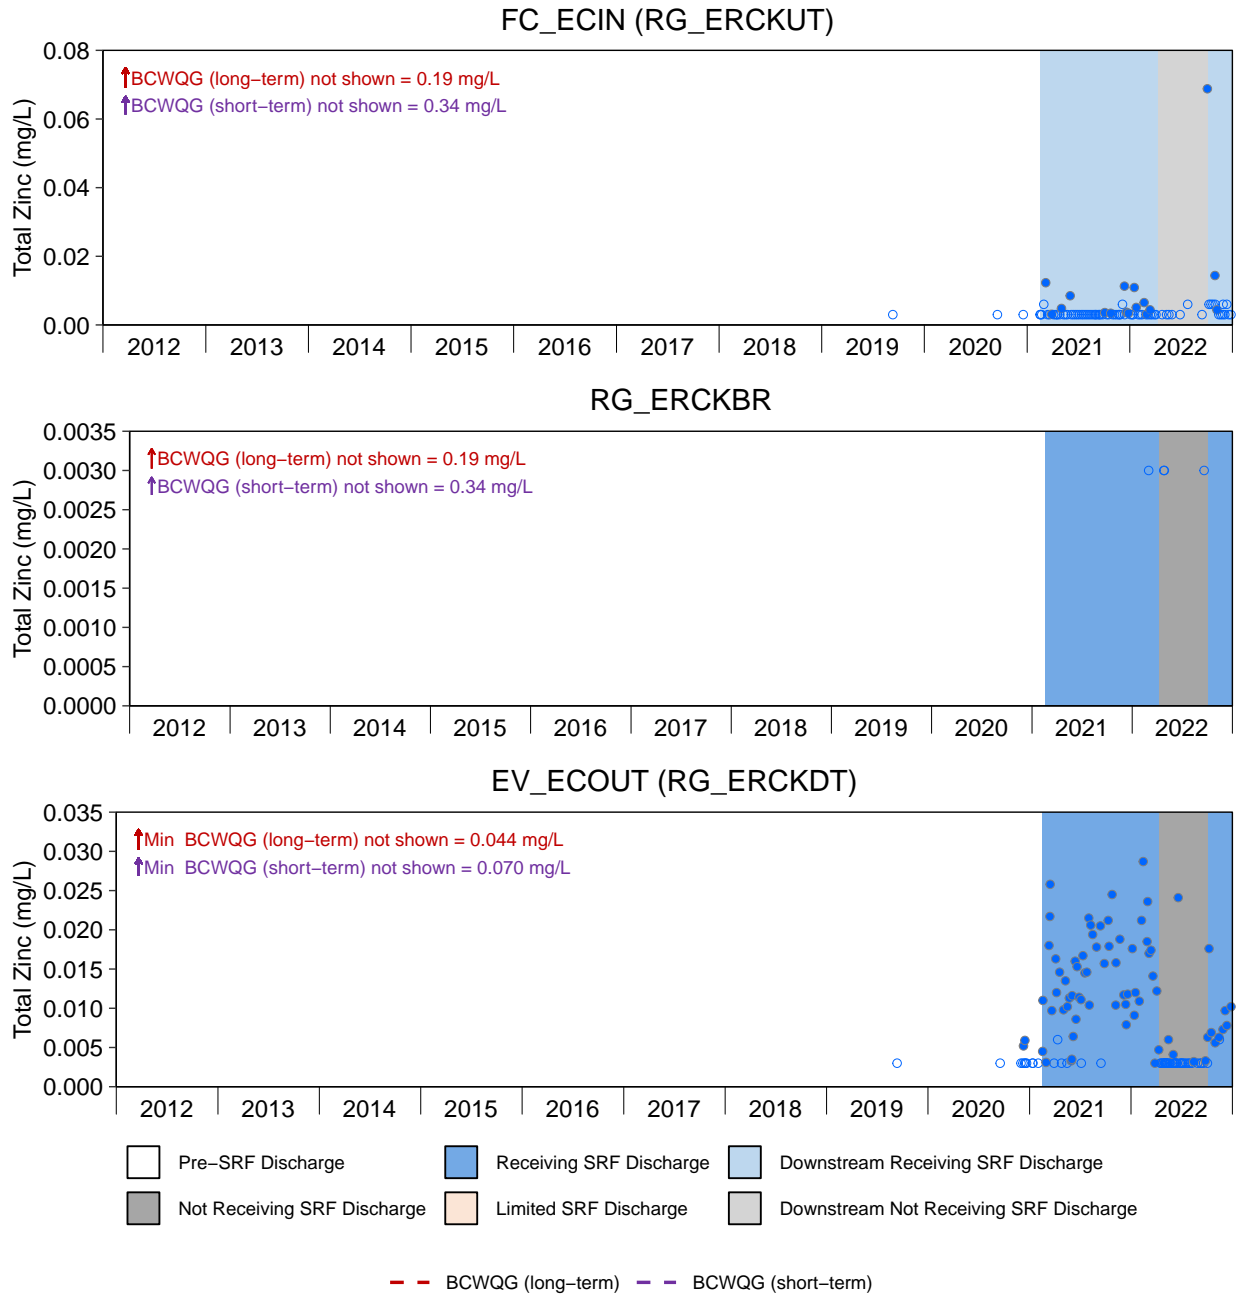 FC_ECIN (RG_ERCKUT)
Total Zinc (mg/L)
0.08
0.06
0.04
0.02
0.00
BCWQG (long−term) not shown = 0.19 mg/L
BCWQG (short−term) not shown = 0.34 mg/L
2012 2013 2014 2015 2016 2017 2018 2019 2020 2021 2022
RG_ERCKBR
Total Zinc (mg/L)
0.0035
0.0030
0.0025
0.0020
0.0015
0.0010
0.0005
0.0000
BCWQG (long−term) not shown = 0.19 mg/L
BCWQG (short−term) not shown = 0.34 mg/L
2012 2013 2014 2015 2016 2017 2018 2019 2020 2021 2022
EV_ECOUT (RG_ERCKDT)
Total Zinc (mg/L)
0.035
0.030
0.025
0.020
0.015
0.010
0.005
0.000
Min BCWQG (long−term) not shown = 0.044 mg/L
Min BCWQG (short−term) not shown = 0.070 mg/L
2012 2013 2014 2015 2016 2017 2018 2019 2020 2021 2022
Pre−SRF Discharge Receiving SRF Discharge Downstream Receiving SRF Discharge
Not Receiving SRF Discharge Limited SRF Discharge Downstream Not Receiving SRF Discharge
BCWQG (long−term) BCWQG (short−term)